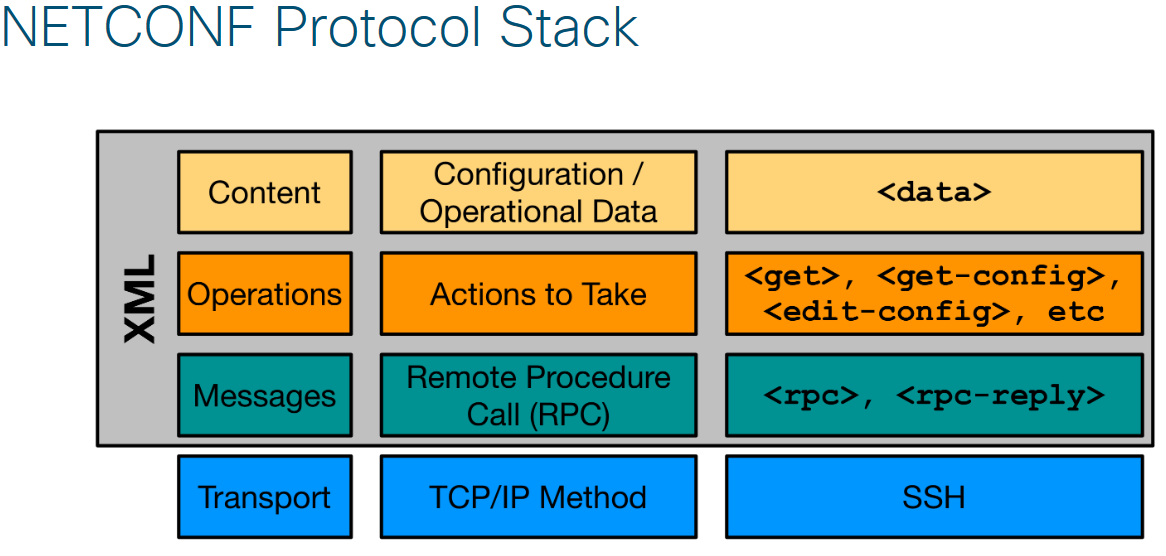 NETCONF Protocol Stack
XML
Content
Configuration /
Operational Data
<data>
Operations
Actions to Take
<get>, <get-config>,
<edit-config>, etc
Messages
Remote Procedure
Call (RPC)
<rpc>, <rpc-reply>
Transport
TCP/IP Method
SSH